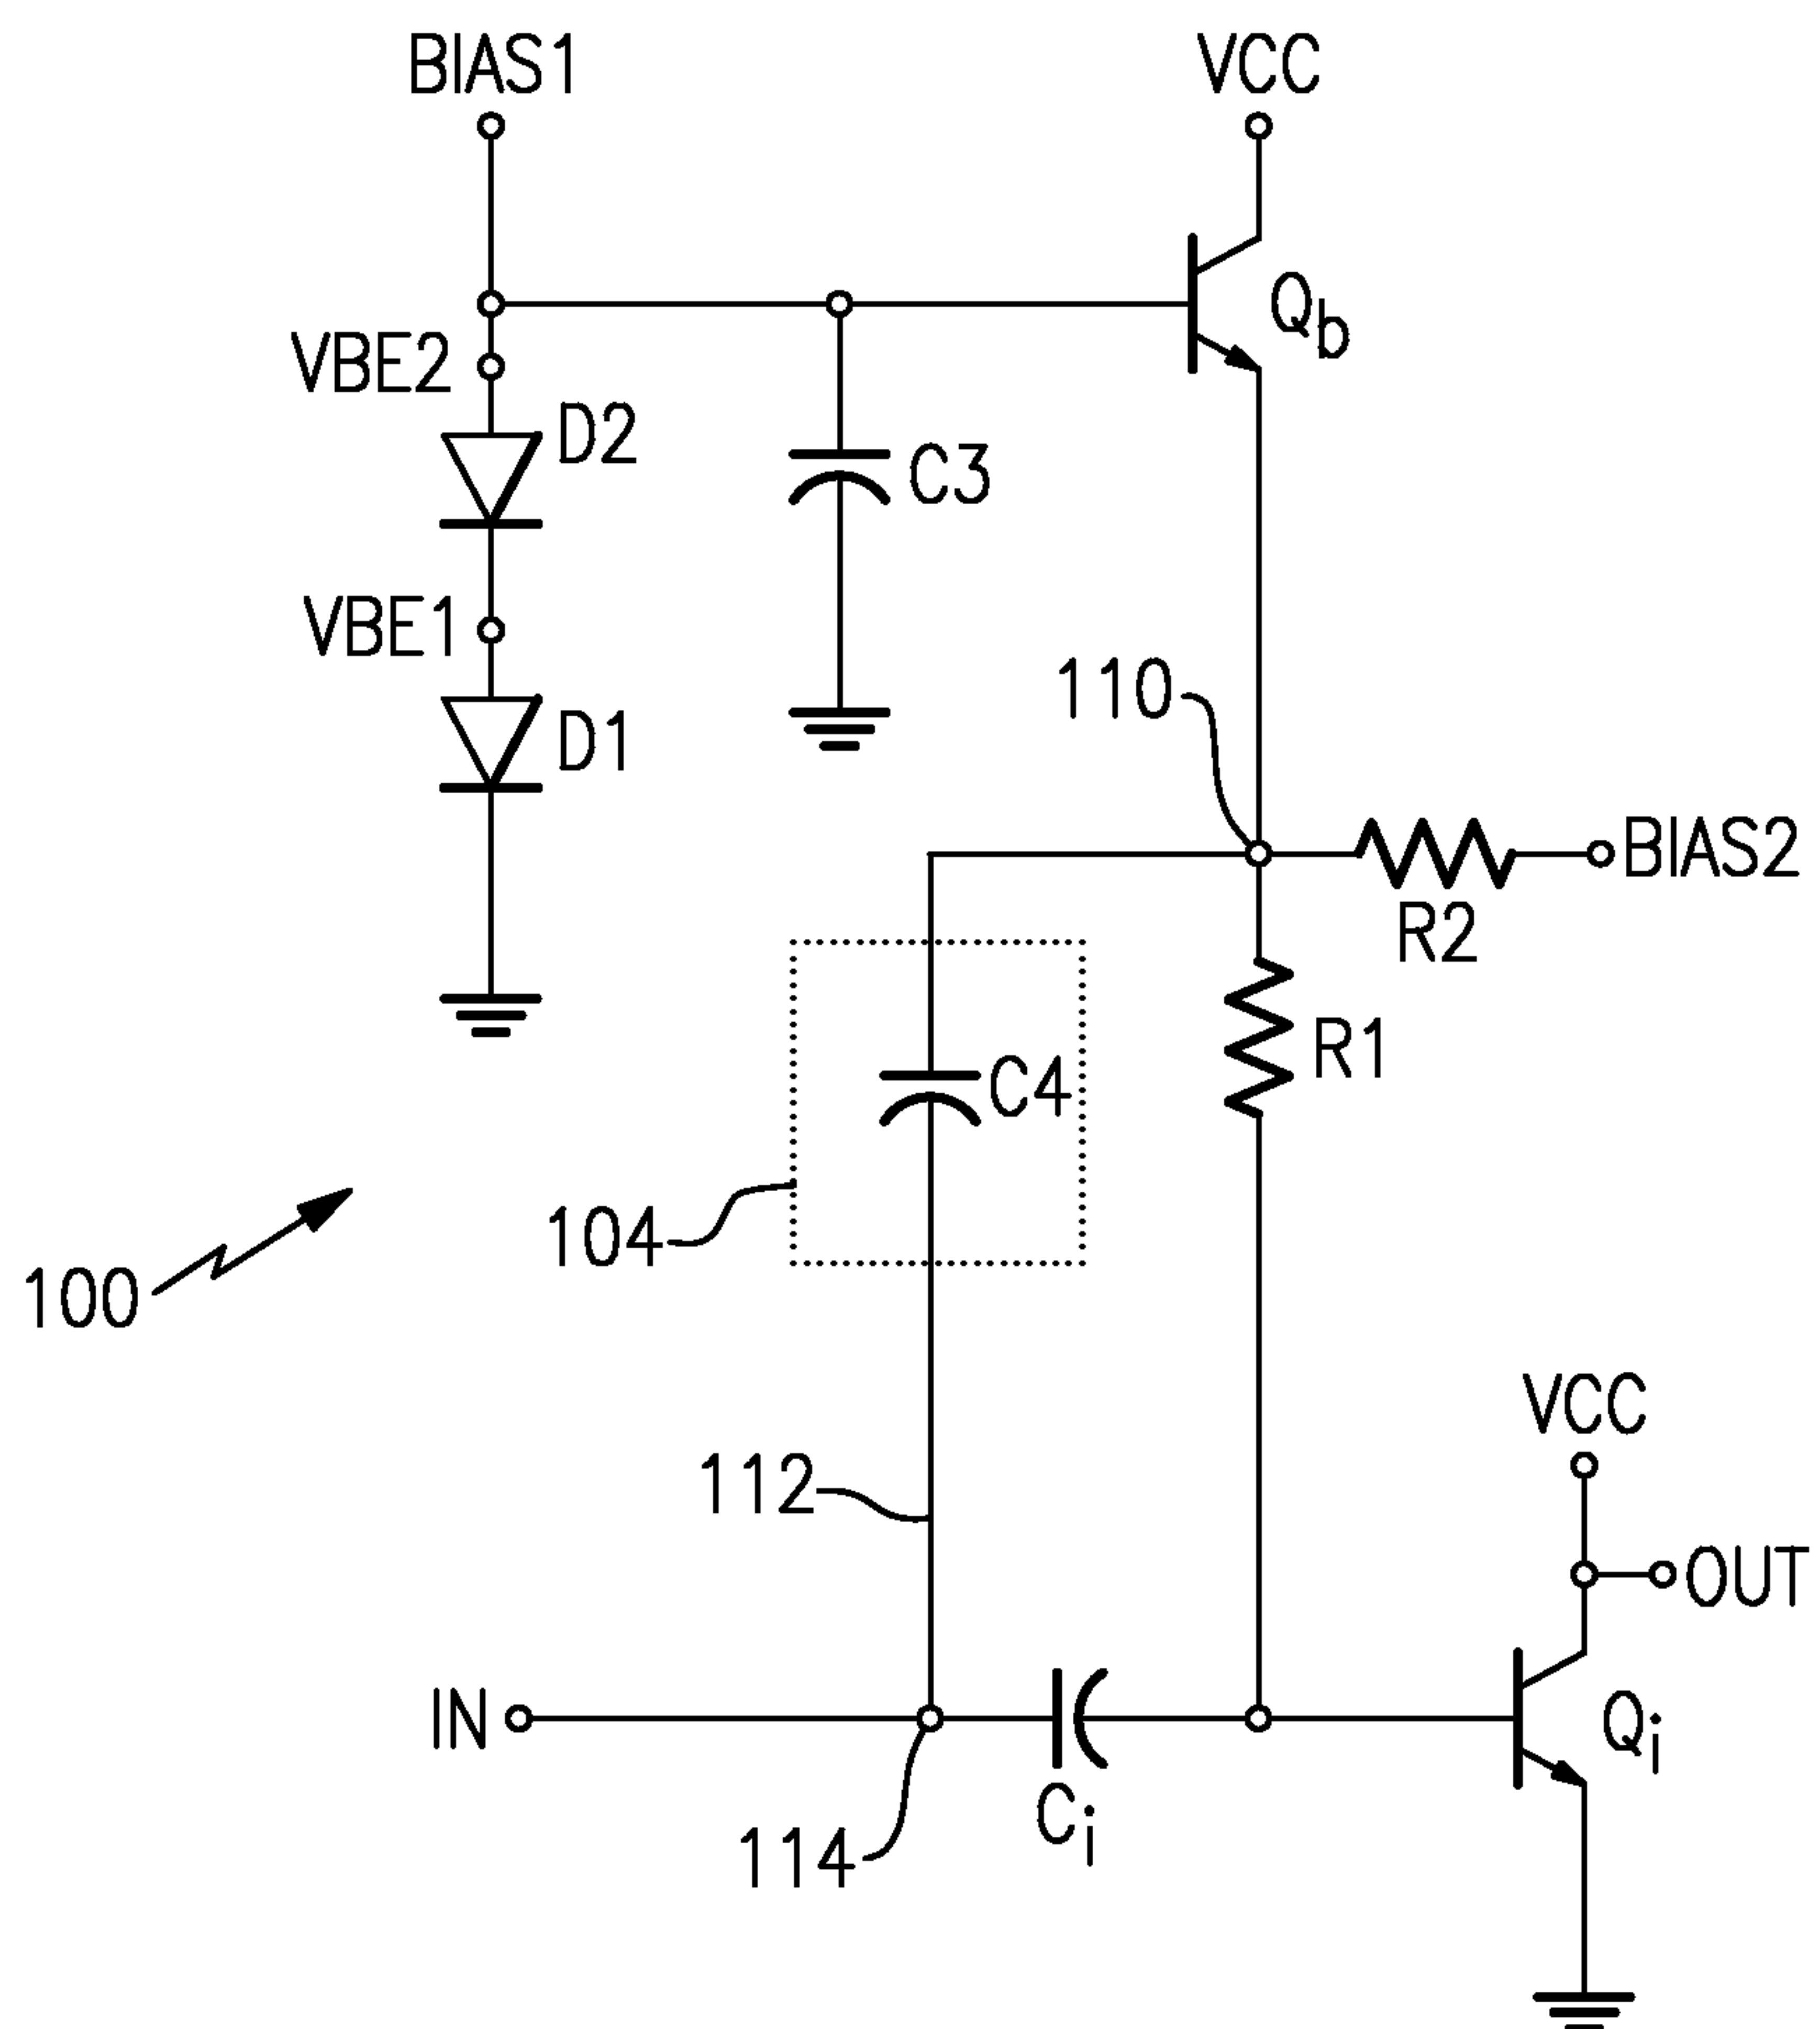 BIAS1
VCC
Qb
VBE2
D2
C3
VBE1
D1
110
BIAS2
R2
R1
C4
104
100
VCC
112
OUT
IN
Qi
Ci
114